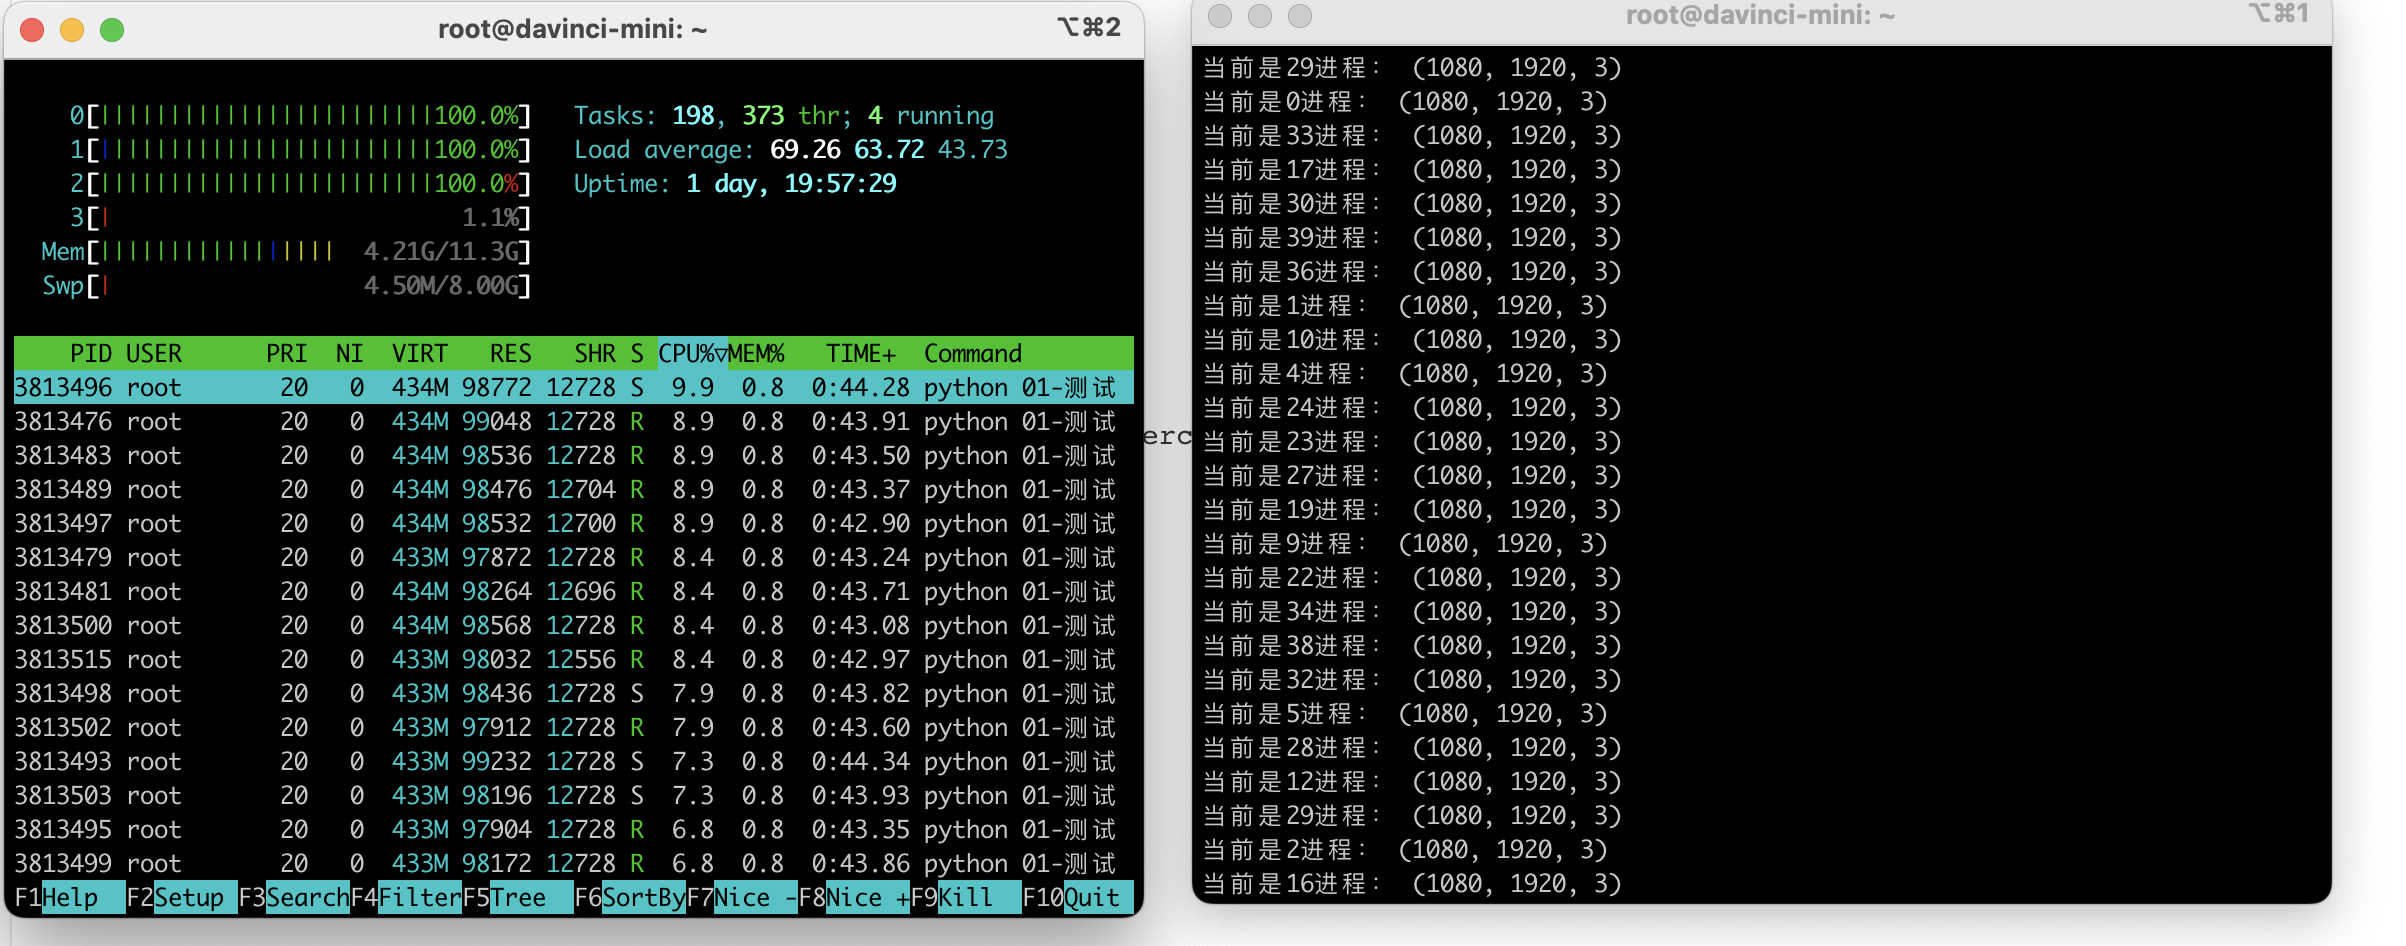 root@davinci-mini: ~
⌥⌘2
0[||||||||||||||||||||||||100.0%]
Tasks: 198, 373 thr; 4 running
1[||||||||||||||||||||||||100.0%]
Load average: 69.26 63.72 43.73
2[||||||||||||||||||||||||100.0%]
Uptime: 1 day, 19:57:29
3[| 1.1%]
Mem[||||||||||||||||| 4.21G/11.3G]
Swp[| 4.50M/8.00G]
PID USER PRI NI VIRT RES SHR S CPU%▽MEM% TIME+ Command
3813496 root 20 0 434M 98772 12728 S 9.9 0.8 0:44.28 python 01-测试
3813476 root 20 0 434M 99048 12728 R 8.9 0.8 0:43.91 python 01-测试
3813483 root 20 0 434M 98536 12728 R 8.9 0.8 0:43.50 python 01-测试
3813489 root 20 0 434M 98476 12704 R 8.9 0.8 0:43.37 python 01-测试
3813497 root 20 0 434M 98532 12700 R 8.9 0.8 0:42.90 python 01-测试
3813479 root 20 0 433M 97872 12728 R 8.4 0.8 0:43.24 python 01-测试
3813481 root 20 0 434M 98264 12696 R 8.4 0.8 0:43.71 python 01-测试
3813500 root 20 0 434M 98568 12728 R 8.4 0.8 0:43.08 python 01-测试
3813515 root 20 0 433M 98032 12556 R 8.4 0.8 0:42.97 python 01-测试
3813498 root 20 0 433M 98436 12728 S 7.9 0.8 0:43.82 python 01-测试
3813502 root 20 0 433M 97912 12728 R 7.9 0.8 0:43.60 python 01-测试
3813493 root 20 0 433M 99232 12728 S 7.3 0.8 0:44.34 python 01-测试
3813503 root 20 0 433M 98196 12728 S 7.3 0.8 0:43.93 python 01-测试
3813495 root 20 0 433M 97904 12728 R 6.8 0.8 0:43.35 python 01-测试
3813499 root 20 0 433M 98172 12728 R 6.8 0.8 0:43.86 python 01-测试
F1Help F2Setup F3SearchF4FilterF5Tree F6SortByF7Nice -F8Nice +F9Kill F10Quit
erc
root@davinci-mini: ~
⌥⌘1
当前是29进程： (1080, 1920, 3)
当前是0进程： (1080, 1920, 3)
当前是33进程： (1080, 1920, 3)
当前是17进程： (1080, 1920, 3)
当前是30进程： (1080, 1920, 3)
当前是39进程： (1080, 1920, 3)
当前是36进程： (1080, 1920, 3)
当前是1进程： (1080, 1920, 3)
当前是10进程： (1080, 1920, 3)
当前是4进程： (1080, 1920, 3)
当前是24进程： (1080, 1920, 3)
当前是23进程： (1080, 1920, 3)
当前是27进程： (1080, 1920, 3)
当前是19进程： (1080, 1920, 3)
当前是9进程： (1080, 1920, 3)
当前是22进程： (1080, 1920, 3)
当前是34进程： (1080, 1920, 3)
当前是38进程： (1080, 1920, 3)
当前是32进程： (1080, 1920, 3)
当前是5进程： (1080, 1920, 3)
当前是28进程： (1080, 1920, 3)
当前是12进程： (1080, 1920, 3)
当前是29进程： (1080, 1920, 3)
当前是2进程： (1080, 1920, 3)
当前是16进程： (1080, 1920, 3)